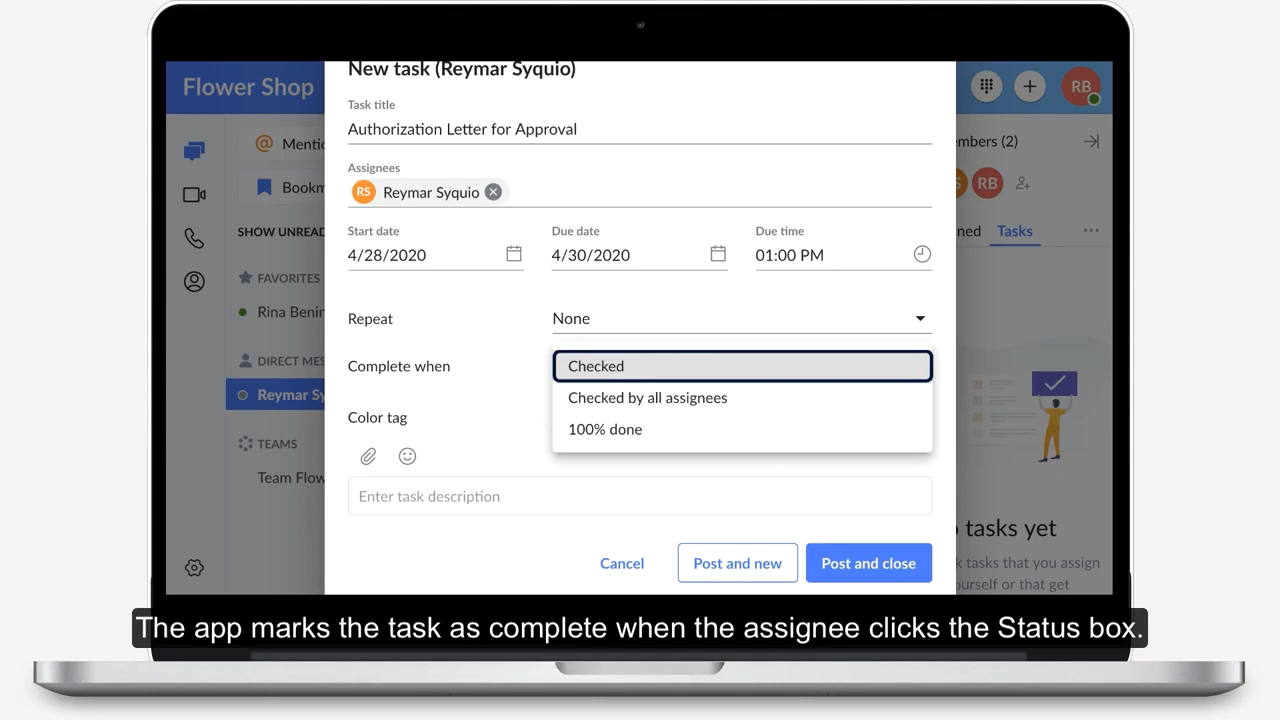 New task (Reymar Syquio)
Flower Shop
RB
Task title
Authorization Letter for Approval
Assignees
RS Reymar Syquio
Start date
4/28/2020
Due date
4/30/2020
Due time
01:00 PM
Repeat
None
Complete when
Checked
Checked by all assignees
100% done
Color tag
Enter task description
Cancel
Post and new
Post and close
@ Mentio
Bookm
SHOW UNREAD
FAVORITES
Rina Benin
DIRECT MES
Reymar Sy
TEAMS
Team Flow
embers (2)
S RB
ned
Tasks
tasks yet
k tasks that you assign
ourself or that get
The app marks the task as complete when the assignee clicks the Status box.